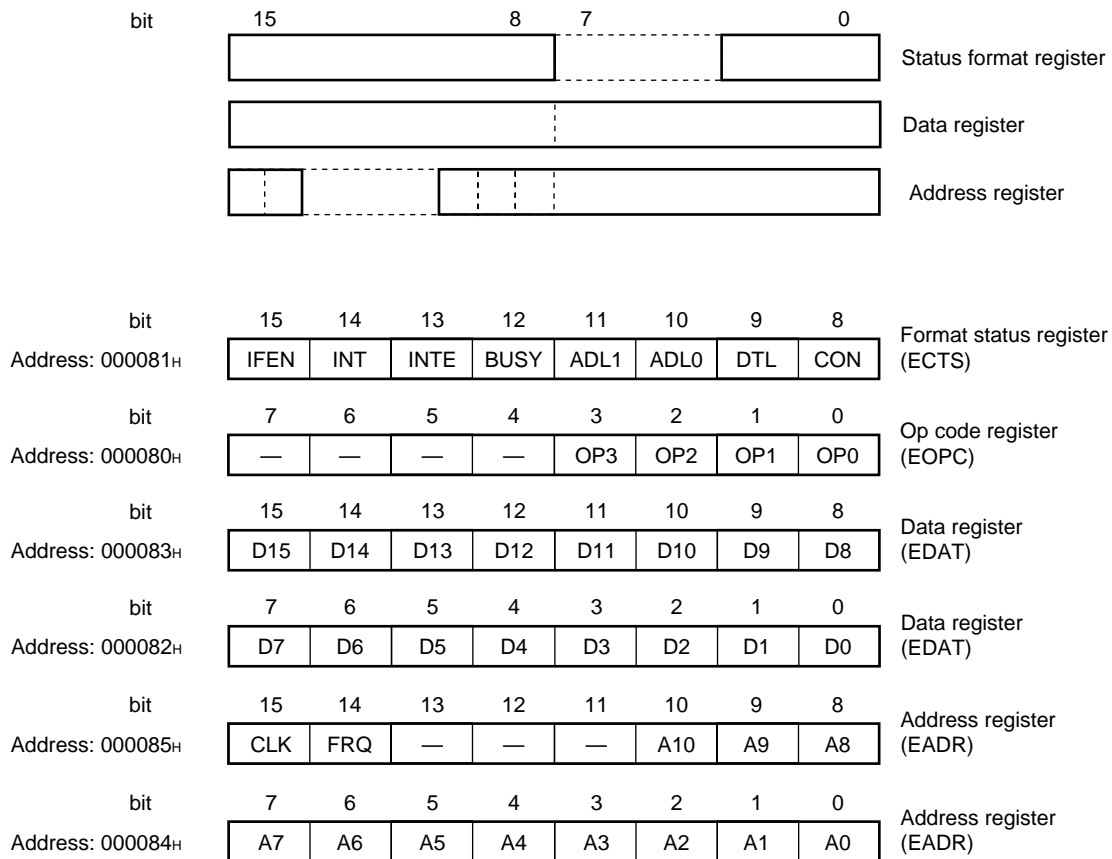 bit 15 8 7 0
Status format register
Data register
Address register
bit 15 14 13 12 11 10 9 8
Address: 000081H IFEN INT INTE BUSY ADL1 ADL0 DTL CON Format status register
(ECTS)
bit 7 6 5 4 3 2 1 0
Address: 000080H — — — — OP3 OP2 OP1 OP0 Op code register
(EOPC)
bit 15 14 13 12 11 10 9 8
Address: 000083H D15 D14 D13 D12 D11 D10 D9 D8 Data register
(EDAT)
bit 7 6 5 4 3 2 1 0
Address: 000082H D7 D6 D5 D4 D3 D2 D1 D0 Data register
(EDAT)
bit 15 14 13 12 11 10 9 8
Address: 000085H CLK FRQ — — — A10 A9 A8 Address register
(EADR)
bit 7 6 5 4 3 2 1 0
Address: 000084H A7 A6 A5 A4 A3 A2 A1 A0 Address register
(EADR)